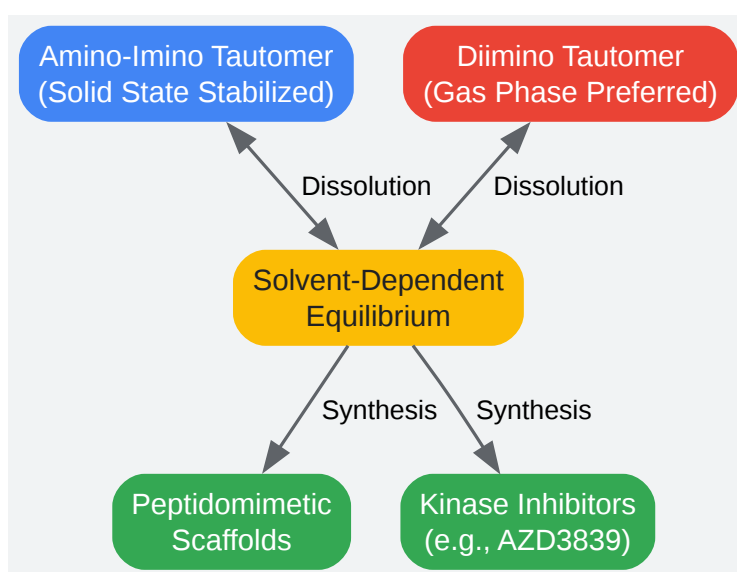 Amino-Imino Tautomer
(Solid State Stabilized)
Diimino Tautomer
(Gas Phase Preferred)
Dissolution
Dissolution
Solvent-Dependent
Equilibrium
Synthesis
Synthesis
Peptidomimetic
Scaffolds
Kinase Inhibitors
(e.g., AZD3839)